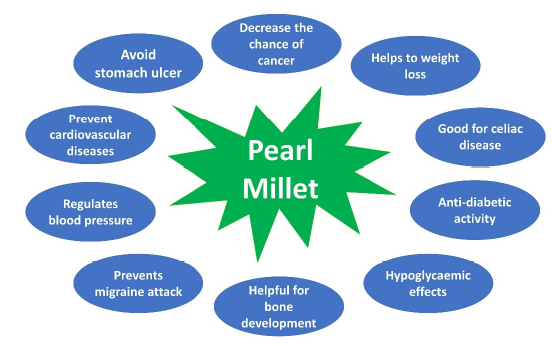 Decrease the
chance of
cancer
Avoid
stomach ulcer
Helps to weight
loss
Prevent
cardiovascular
diseases
Good for celiac
disease
Pearl
Millet
Regulates
blood pressure
Anti-diabetic
activity
Prevents
migraine attack
Hypoglycaemic
effects
Helpful for
bone
development